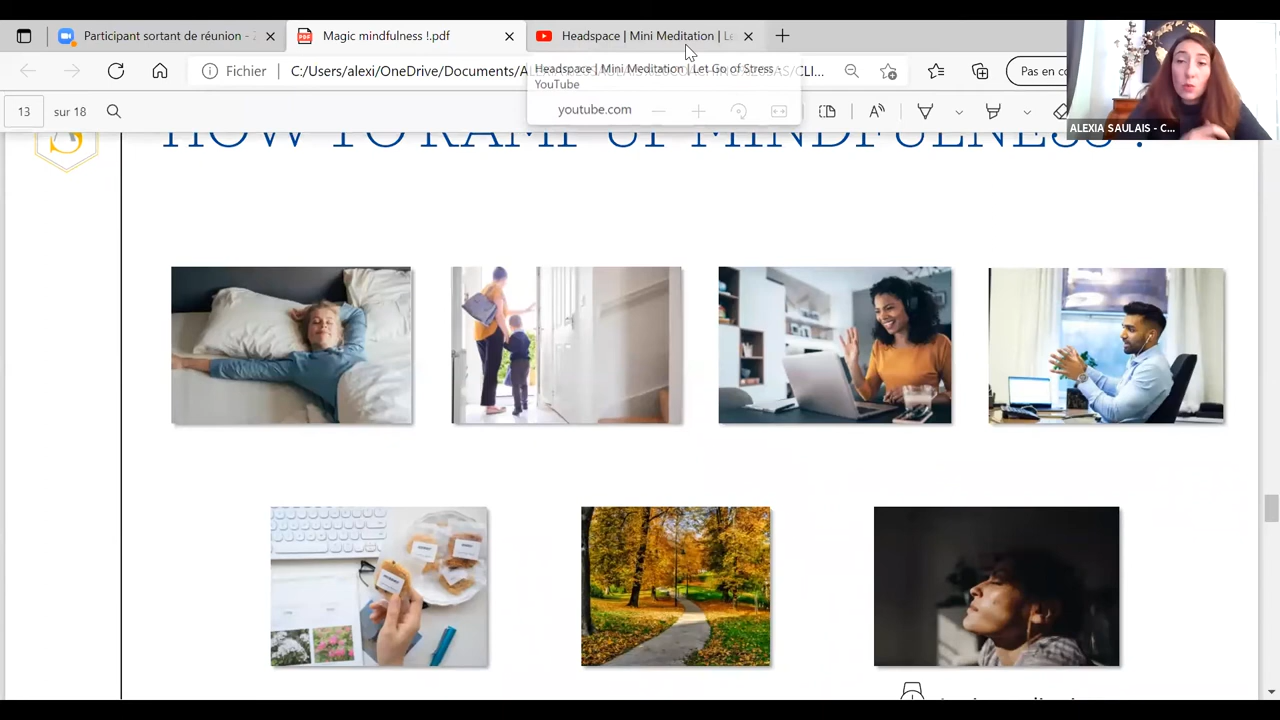 Participant sortant de réunion - Z
Magic mindfulness !.pdf
Headspace | Mini Meditation | Le
Fichier
C:/Users/alexi/OneDrive/Documents/A
CLI...
Pas en co
Headspace | Mini Meditation | Let Go of Stress -
YouTube
youtube.com
13 sur 18
ALEXIA SAULAIS - C...
HOW TO RAMP UP MINDFULNESS ?